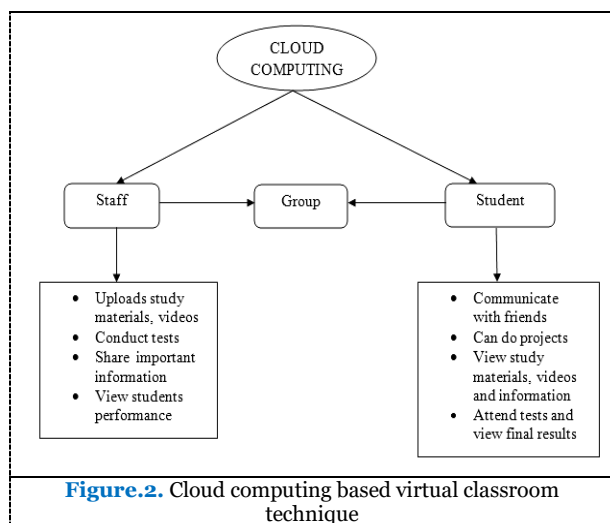 CLOUD
COMPUTING
Staff
Group
Student
• Uploads study
materials, videos
• Conduct tests
• Share important
information
• View students
performance
• Communicate
with friends
• Can do projects
• View study
materials, videos
and information
• Attend tests and
view final results
Figure.2. Cloud computing based virtual classroom
technique